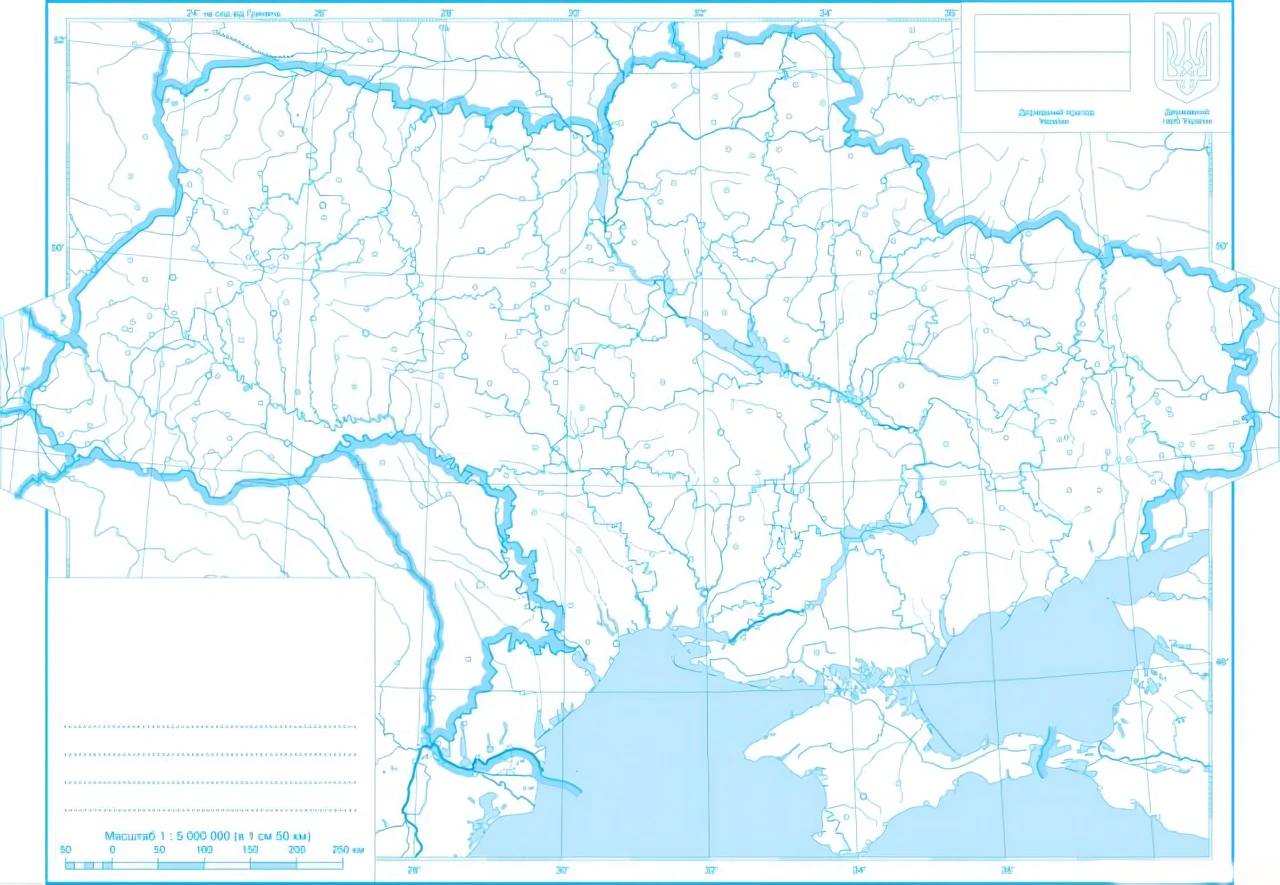 24° на схід від Ґринвіча 26° 28° 30° 32° 34° 36°
52°
Державний прапор
України
Державний
герб України
50° 50°
46°
Масштаб 1 : 5 000 000 (в 1 см 50 км)
50 0 50 100 150 200 250 км
28° 30° 32° 34° 36°